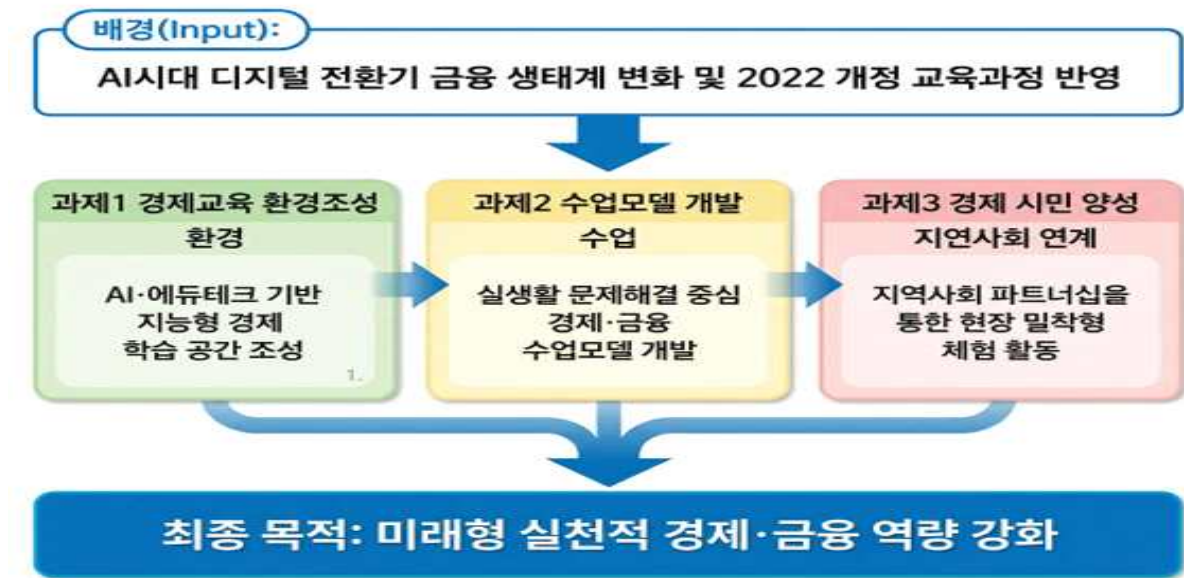 배경(Input):
AI시대 디지털 전환기 금융 생태계 변화 및 2022 개정 교육과정 반영
과제1 경제교육 환경조성
환경
AI·에듀테크 기반
지능형 경제
학습 공간 조성
1.
과제2 수업모델 개발
수업
실생활 문제해결 중심
경제·금융
수업모델 개발
과제3 경제 시민 양성
지연사회 연계
지역사회 파트너십을
통한 현장 밀착형
체험 활동
최종 목적: 미래형 실천적 경제·금융 역량 강화